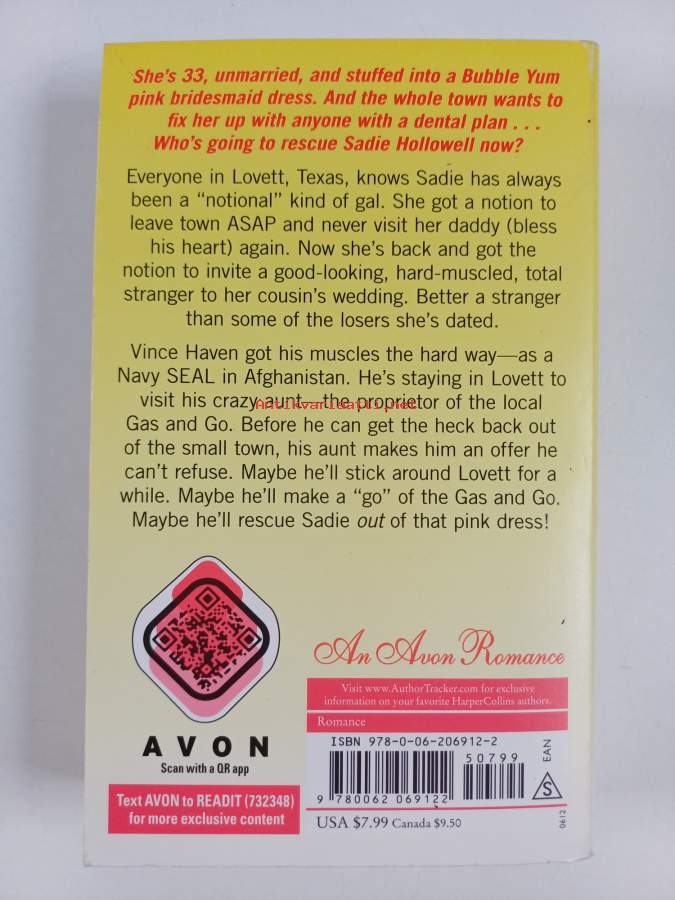 She's 33, unmarried, and stuffed into a Bubble Yum
pink bridesmaid dress. And the whole town wants to
fix her up with anyone with a dental plan . . .
Who's going to rescue Sadie Hollowell now?
Everyone in Lovett, Texas, knows Sadie has always
been a “notional” kind of gal. She got a notion to
leave town ASAP and never visit her daddy (bless
his heart) again. Now she's back and got the
notion to invite a good-looking, hard-muscled, total
stranger to her cousin's wedding. Better a stranger
than some of the losers she's dated.
Vince Haven got his muscles the hard way—as a
Navy SEAL in Afghanistan. He's staying in Lovett to
visit his crazy aunt—the proprietor of the local
Antikvariaatti.net
Gas and Go. Before he can get the heck back out
of the small town, his aunt makes him an offer he
can't refuse. Maybe he'll stick around Lovett for a
while. Maybe he'll make a “go” of the Gas and Go.
Maybe he'll rescue Sadie out of that pink dress!
AVON
Scan with a QR app
Text AVON to READIT (732348)
for more exclusive content
An Avon Romance
Visit www.AuthorTracker.com for exclusive
information on your favorite HarperCollins authors.
Romance
ISBN 978-0-06-206912-2
50799
EAN
9 780062 069122
S
USA $7.99 Canada $9.50
0612